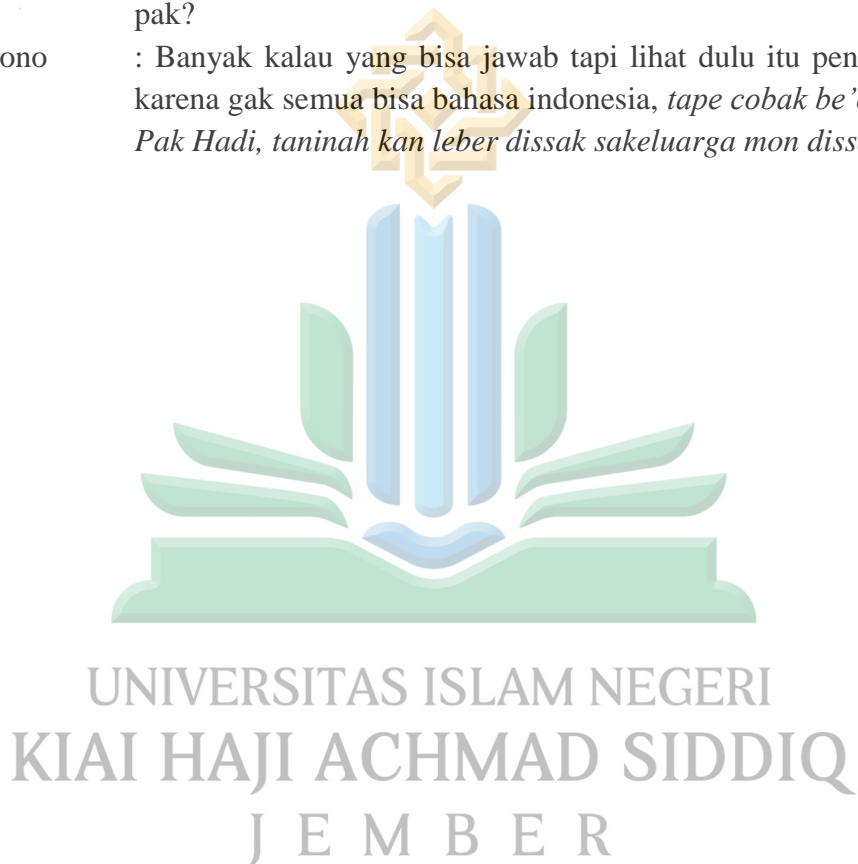 pak?
ono : Banyak kalau yang bisa jawab tapi lihat dulu itu pen
karena gak semua bisa bahasa indonesia, tape cobak be’e
Pak Hadi, taninah kan leber dissak sakeluarga mon diss
UNIVERSITAS ISLAM NEGERI
KIAI HAJI ACHMAD SIDDIQ
JEMBER